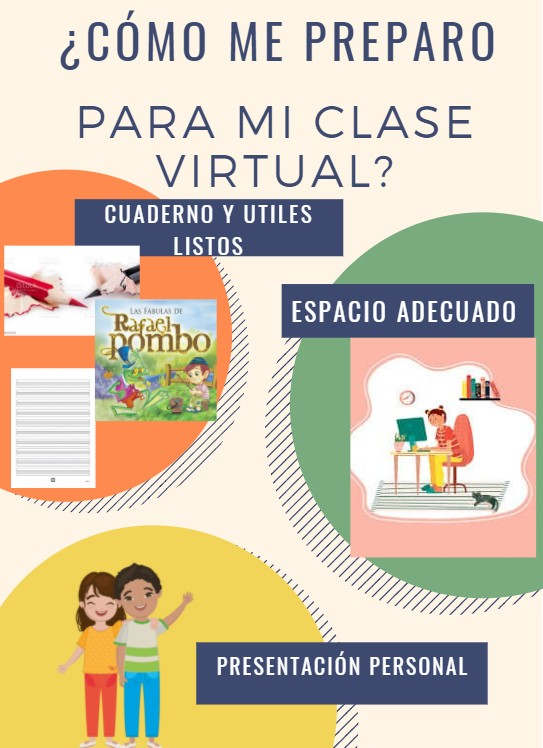 ¿CÓMO ME PREPARO
PARA MI CLASE
VIRTUAL?
CUADERNO Y UTILES
LISTOS
LAS FÁBULAS DE
Rafael
pombo
ESPACIO ADECUADO
PRESENTACIÓN PERSONAL